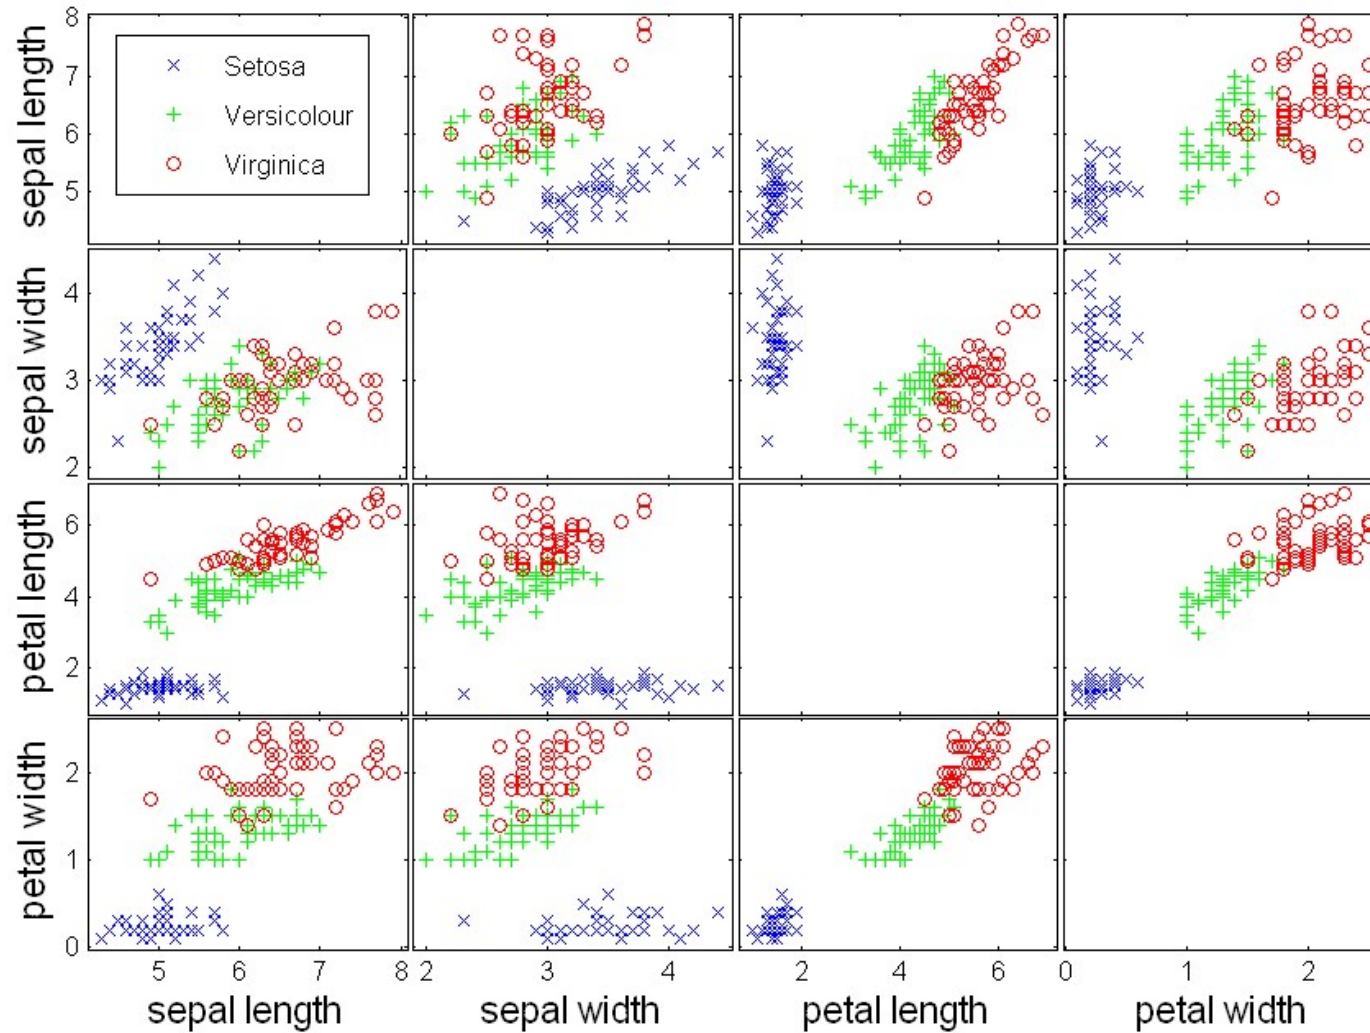 sepal length
8
7
6
5
Setosa
Versicolour
Virginica
sepal width
4
3
2
petal length
6
4
2
petal width
2
1
0
5 6 7 8
2 3 4
2 4 6
0 1 2
sepal length
sepal width
petal length
petal width